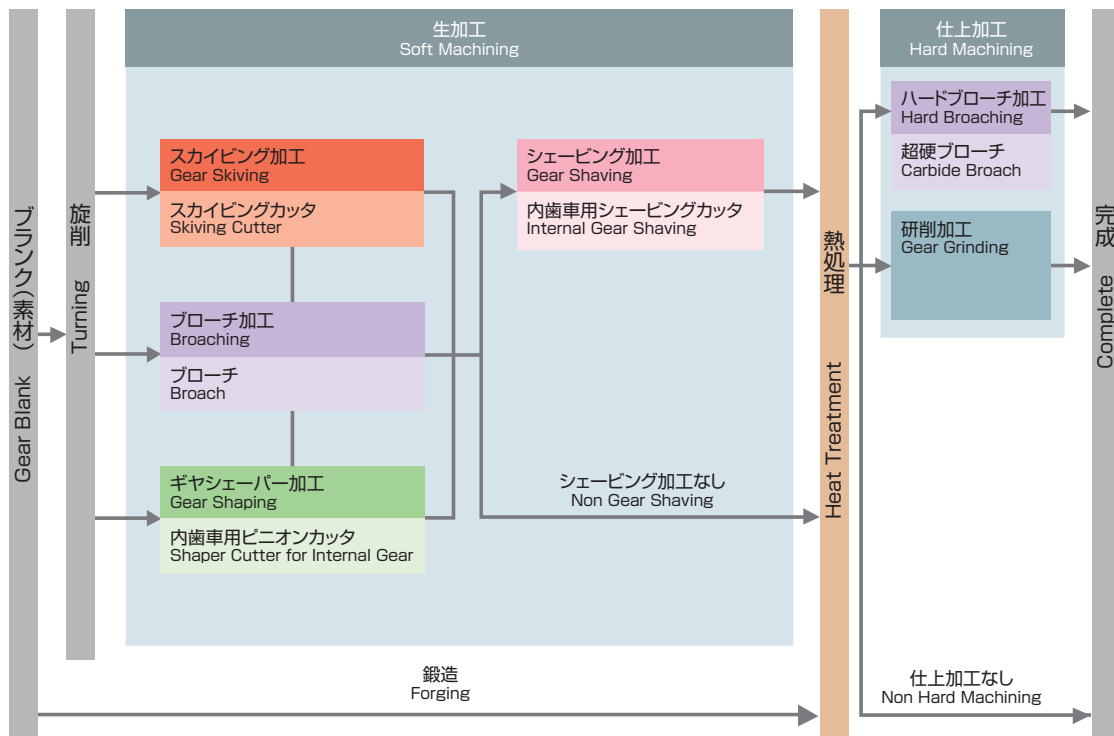 ブランク)素材(
Gear Blank
旋削
Turning
生加工
Soft Machining
スカイビング加工
Gear Skiving
スカイビングカッタ
Skiving Cutter
ブローチ加工
Broaching
ブローチ
Broach
ギヤシェーパー加工
Gear Shaping
内歯車用ピニオンカッタ
Shaper Cutter for Internal Gear
シェービング加工
Gear Shaving
内歯車用シェービングカッタ
Internal Gear Shaving
シェービング加工なし
Non Gear Shaving
鍛造
Forging
熱処理
Heat Treatment
仕上加工
Hard Machining
ハードブローチ加工
Hard Broaching
超硬ブローチ
Carbide Broach
研削加工
Gear Grinding
仕上加工なし
Non Hard Machining
完成
Complete